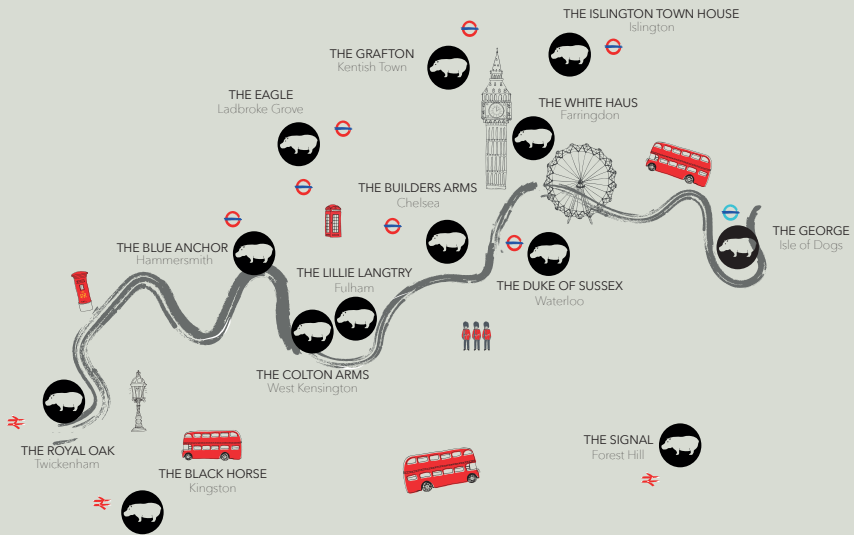 THE ISLINGTON TOWN HOUSE
Islington
THE GRAFTON
Kentish Town
THE EAGLE
Ladbroke Grove
THE WHITE HAUS
Farringdon
THE BUILDERS ARMS
Chelsea
THE GEORGE
Isle of Dogs
THE BLUE ANCHOR
Hammersmith
THE LILLIE LANGTRY
Fulham
THE DUKE OF SUSSEX
Waterloo
THE COLTON ARMS
West Kensington
THE ROYAL OAK
Twickenham
THE BLACK HORSE
Kingston
THE SIGNAL
Forest Hill